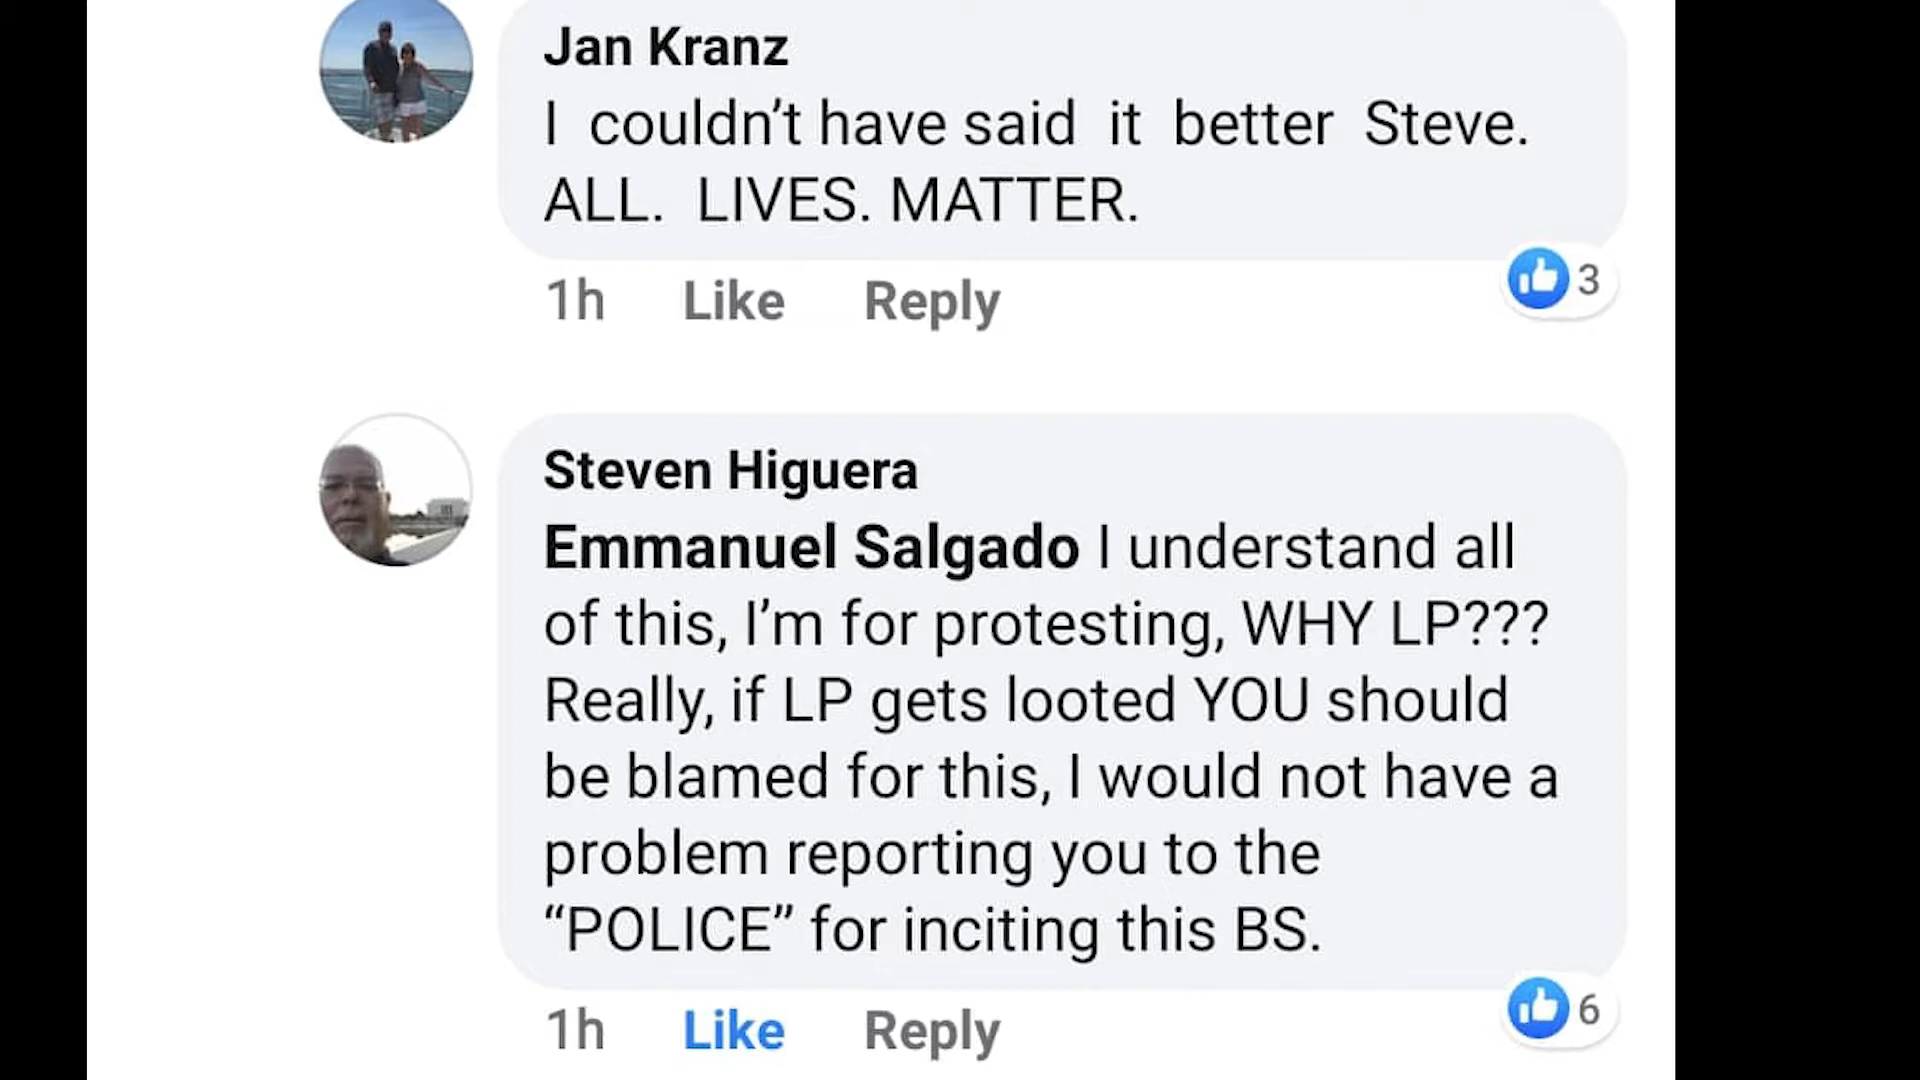 Jan Kranz
I couldn't have said it better Steve.
ALL. LIVES. MATTER.
1h Like Reply 3
Steven Higuera
Emmanuel Salgado I understand all
of this, I'm for protesting, WHY LP???
Really, if LP gets looted YOU should
be blamed for this, I would not have a
problem reporting you to the
“POLICE” for inciting this BS.
1h Like Reply 6